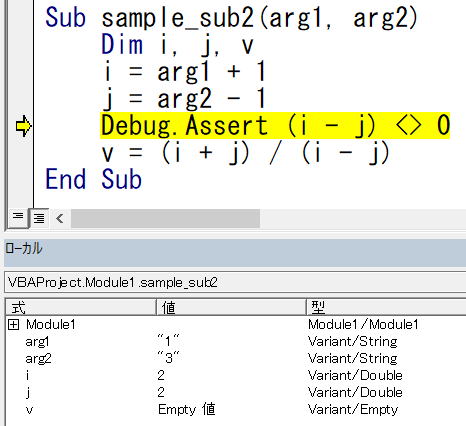 Sub sample_sub2(arg1, arg2)
    Dim i, j, v
    i = arg1 + 1
    j = arg2 - 1
    Debug.Assert (i - j) <> 0
    v = (i + j) / (i - j)
End Sub
ローカル
VBAProject.Module1.sample_sub2
式 値 型
Module1 Module1/Module1
arg1 "1" Variant/String
arg2 "3" Variant/String
i 2 Variant/Double
j 2 Variant/Double
v Empty 値 Variant/Empty